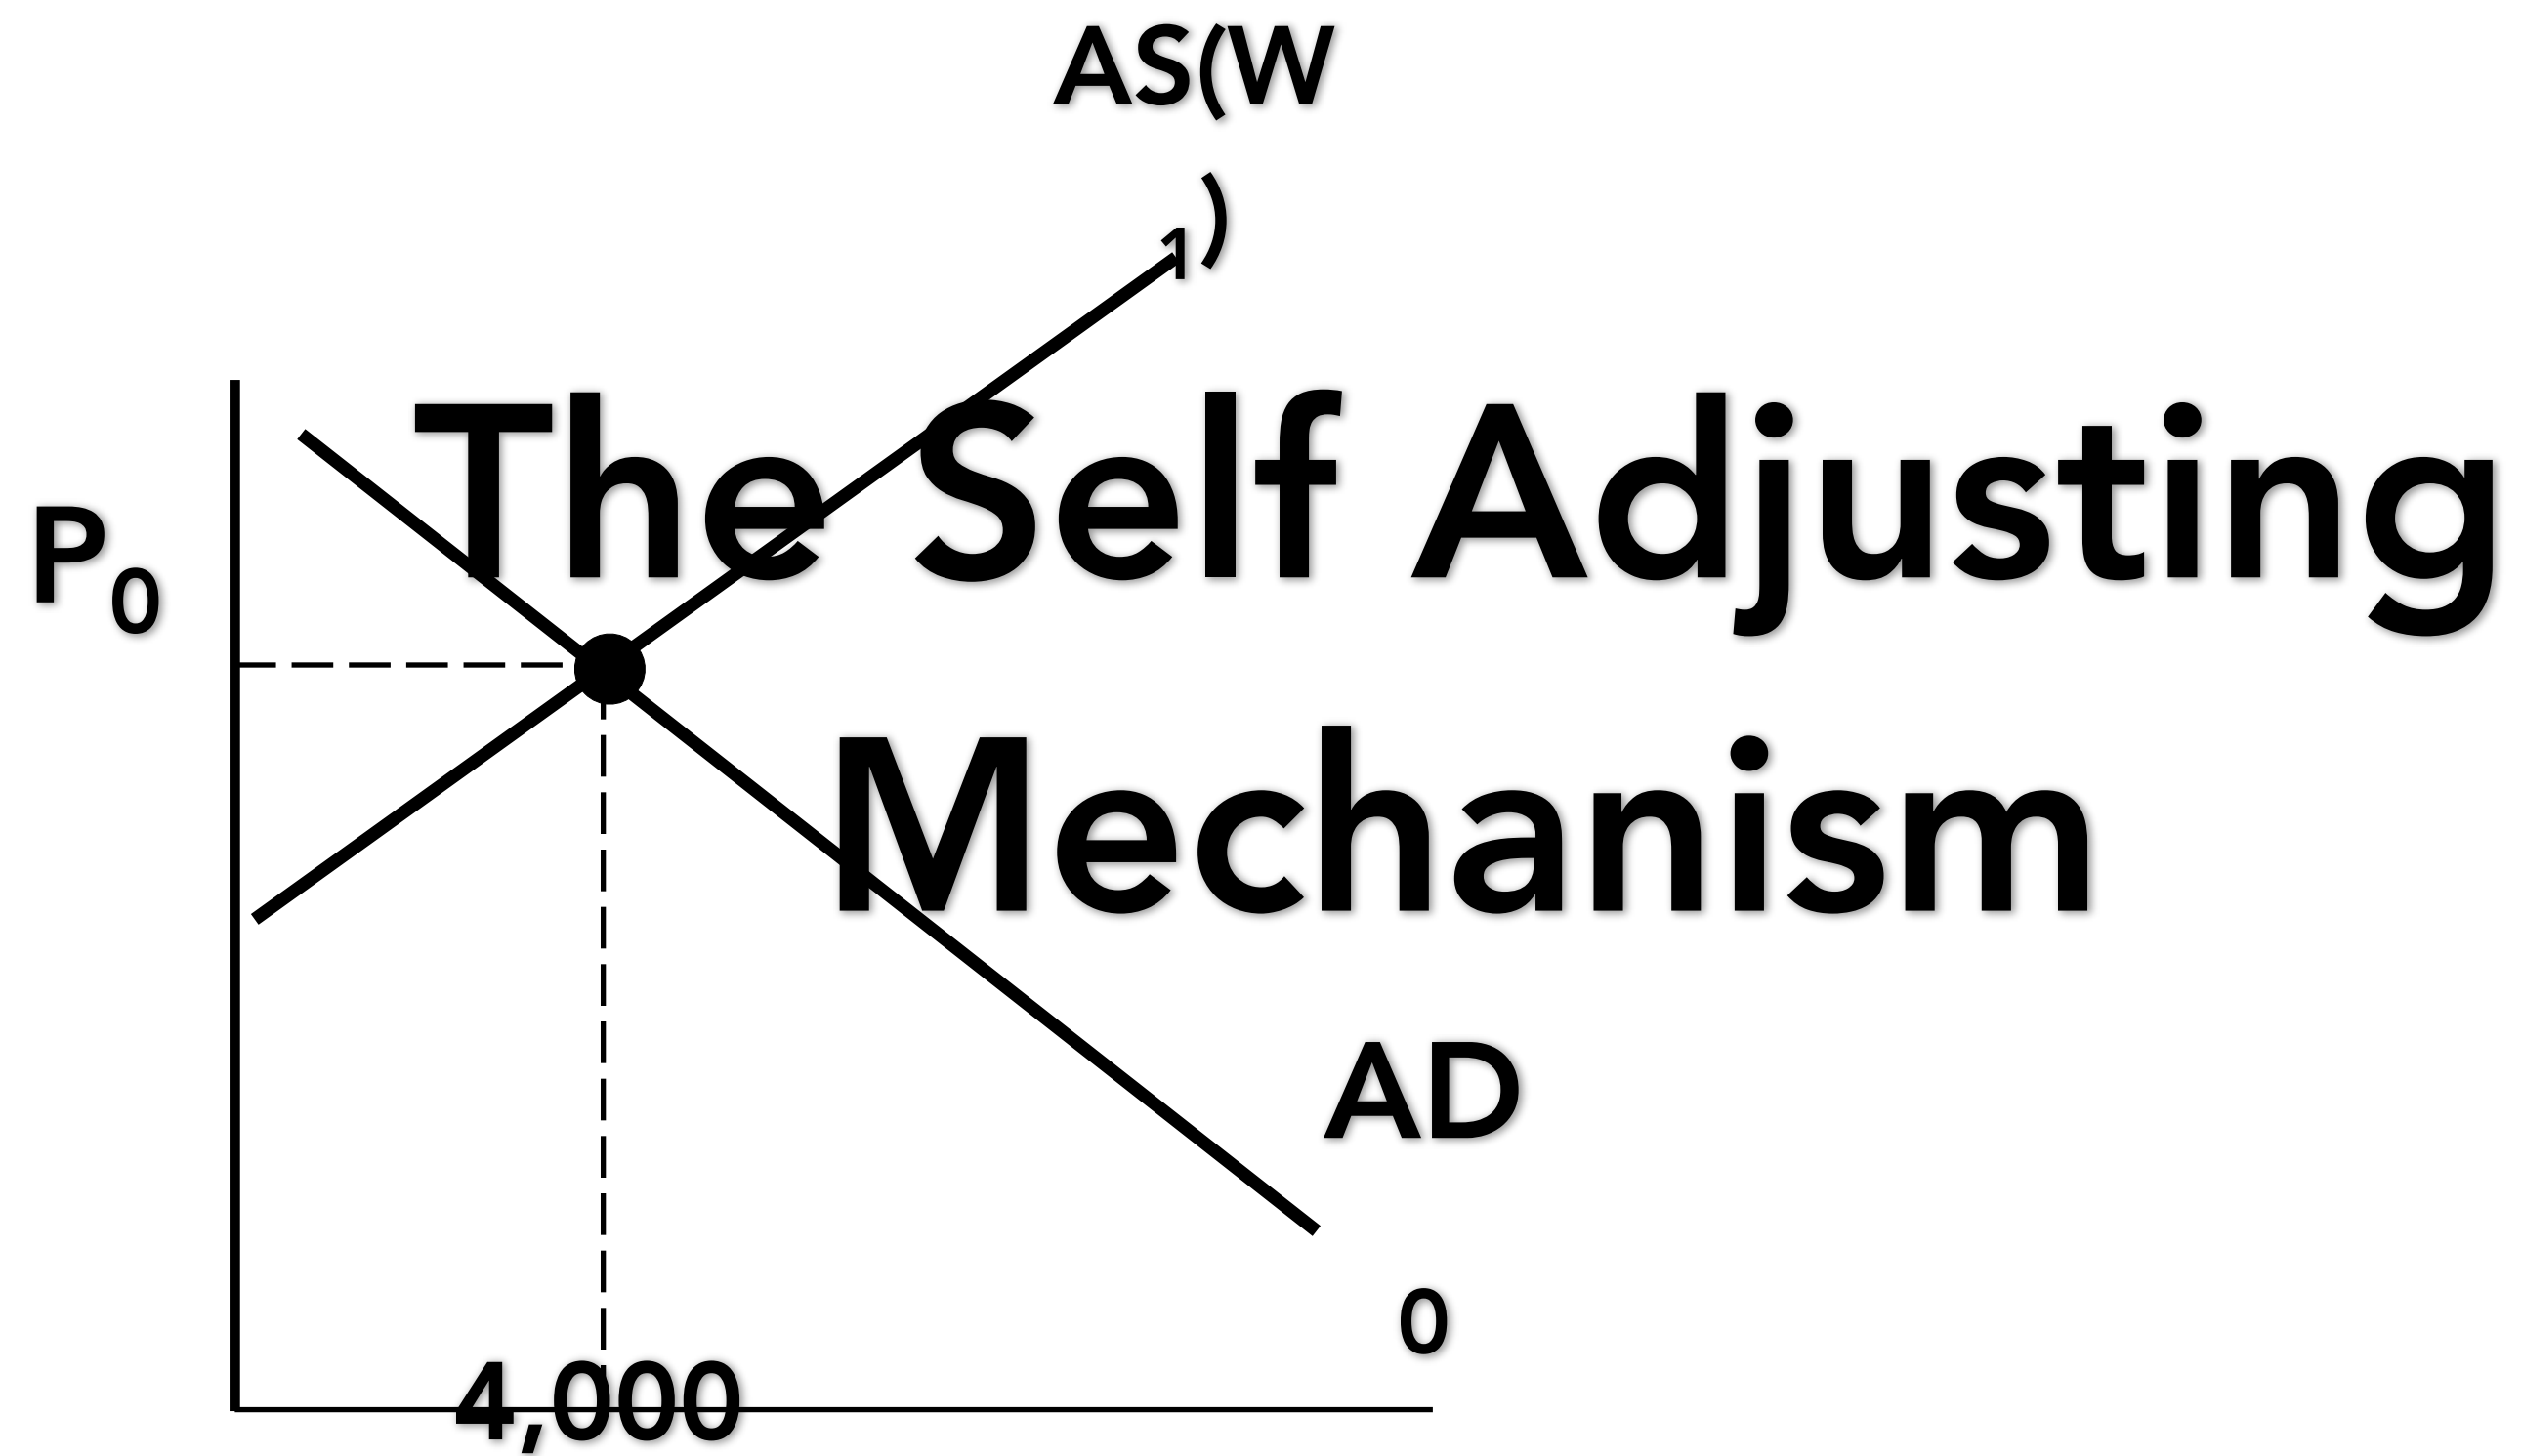 AS(W
1)
The Self Adjusting
Mechanism
P0
AD
0
4,000